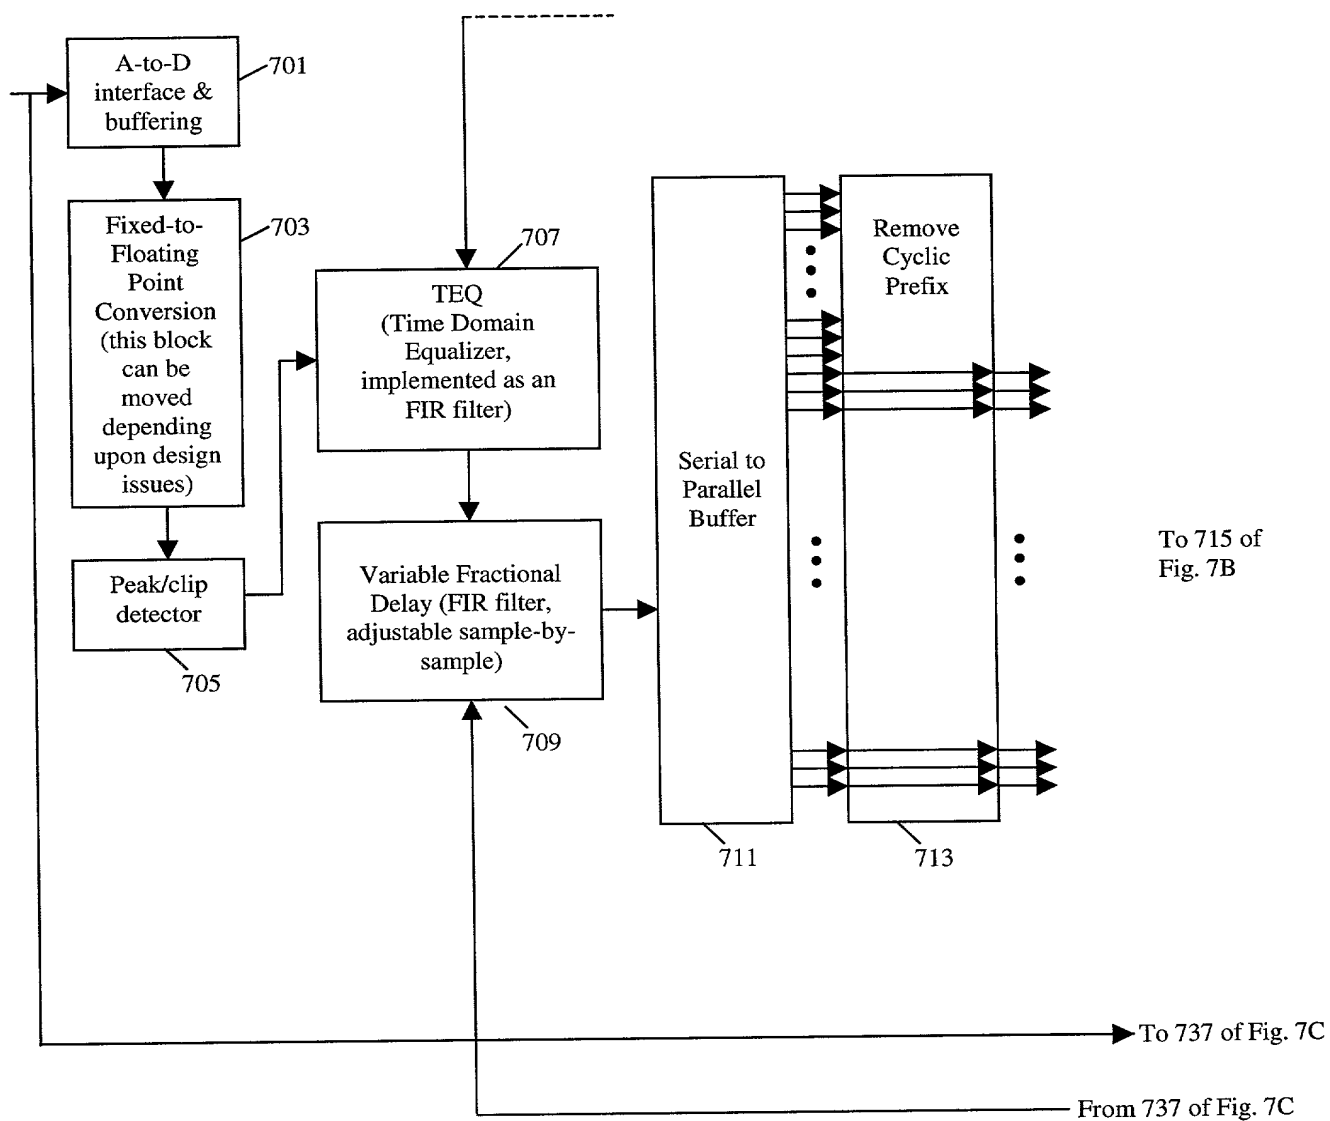 A-to-D
interface &
buffering
701
Fixed-to-
Floating
Point
Conversion
(this block
can be
moved
depending
upon design
issues)
703
Peak/clip
detector
705
707
TEQ
(Time Domain
Equalizer,
implemented as an
FIR filter)
Variable Fractional
Delay (FIR filter,
adjustable sample-by-
sample)
709
Serial to
Parallel
Buffer
711
Remove
Cyclic
Prefix
713
To 715 of
Fig. 7B
To 737 of Fig. 7C
From 737 of Fig. 7C